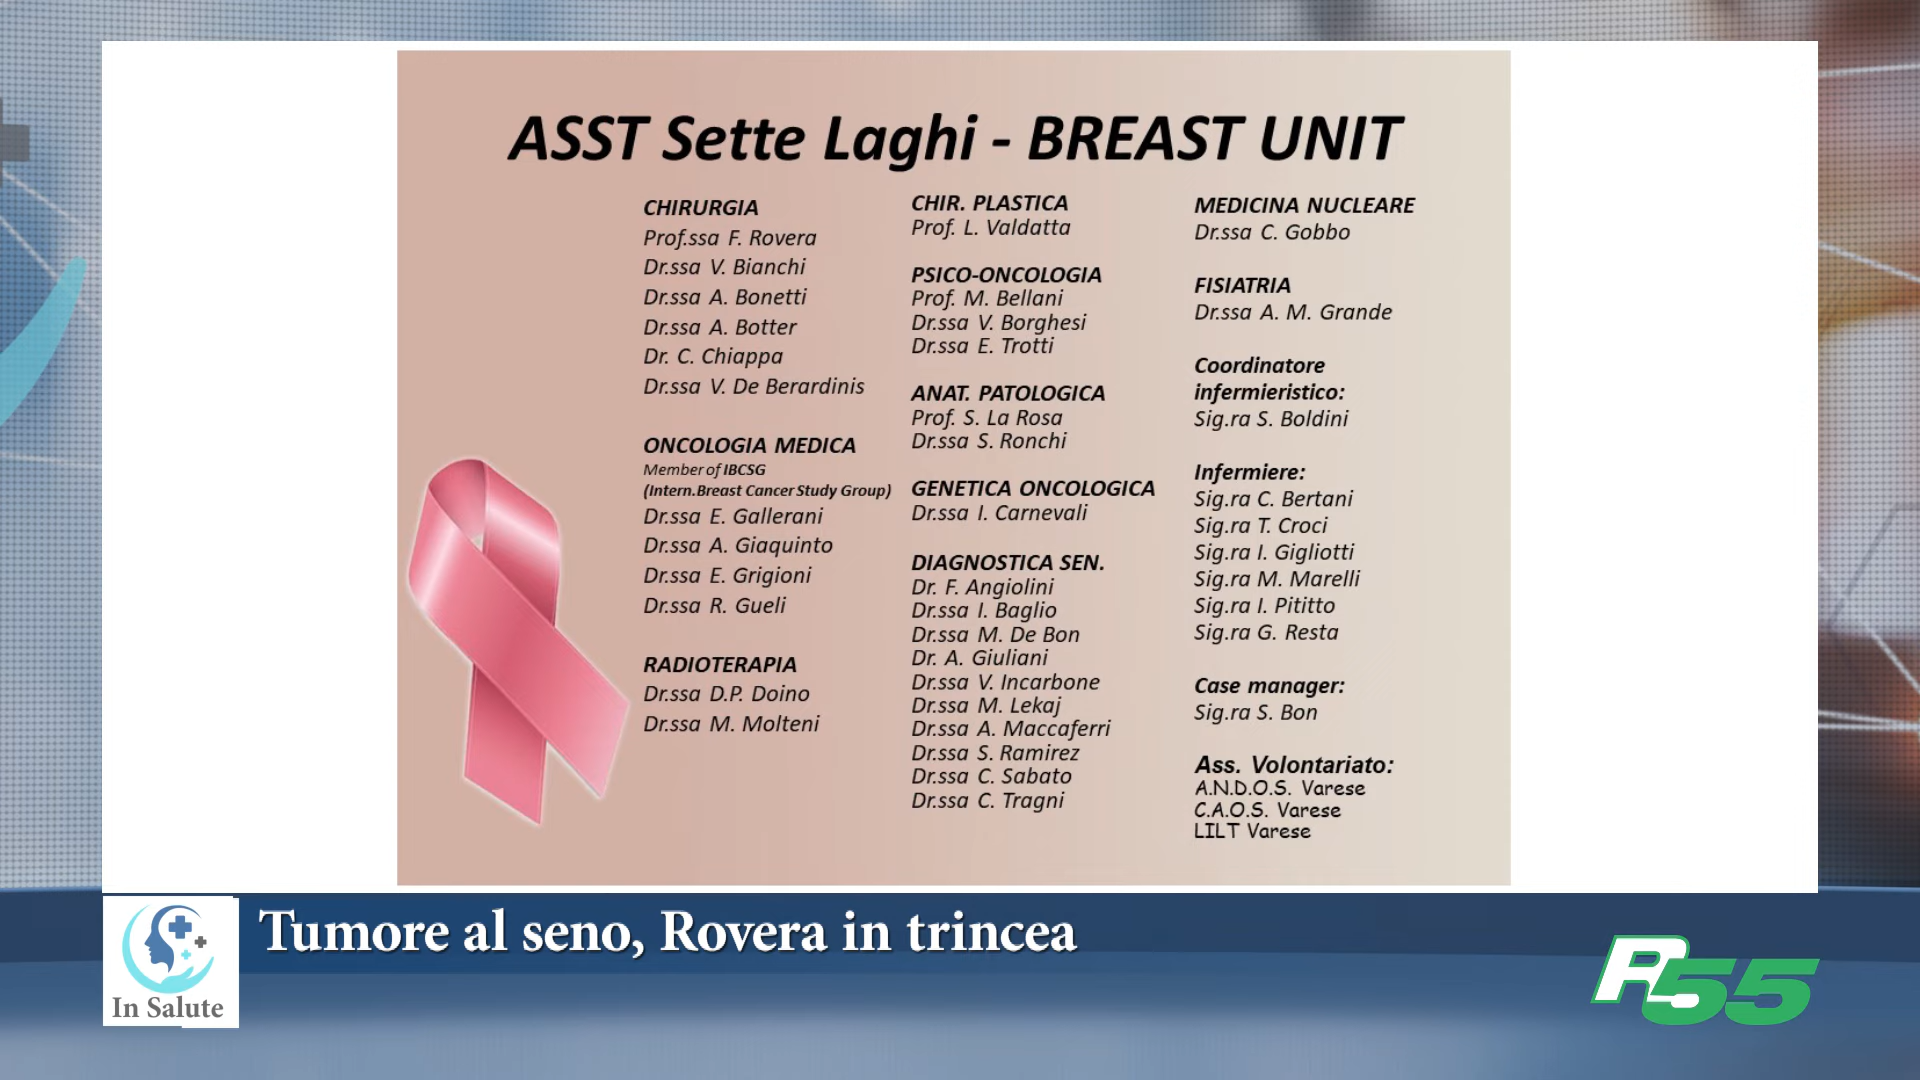 ASST Sette Laghi - BREAST UNIT
CHIRURGIA
Prof.ssa F. Rovera
Dr.ssa V. Bianchi
Dr.ssa A. Bonetti
Dr.ssa A. Botter
Dr. C. Chiappa
Dr.ssa V. De Berardinis
ONCOLOGIA MEDICA
Member of IBCSG
(Intern.Breast Cancer Study Group)
Dr.ssa E. Gallerani
Dr.ssa A. Giaquinto
Dr.ssa E. Grigioni
Dr.ssa R. Gueli
RADIOTERAPIA
Dr.ssa D.P. Doino
Dr.ssa M. Molteni
CHIR. PLASTICA
Prof. L. Valdatta
PSICO-ONCOLOGIA
Prof. M. Bellani
Dr.ssa V. Borghesi
Dr.ssa E. Trotti
ANAT. PATOLOGICA
Prof. S. La Rosa
Dr.ssa S. Ronchi
GENETICA ONCOLOGICA
Dr.ssa I. Carnevali
DIAGNOSTICA SEN.
Dr. F. Angiolini
Dr.ssa I. Baglio
Dr.ssa M. De Bon
Dr. A. Giuliani
Dr.ssa V. Incarbone
Dr.ssa M. Lekaj
Dr.ssa A. Maccaferri
Dr.ssa S. Ramirez
Dr.ssa C. Sabato
Dr.ssa C. Tragni
MEDICINA NUCLEARE
Dr.ssa C. Gobbo
FISIATRIA
Dr.ssa A. M. Grande
Coordinatore
infermieristico:
Sig.ra S. Boldini
Infermiere:
Sig.ra C. Bertani
Sig.ra T. Croci
Sig.ra I. Gigliotti
Sig.ra M. Marelli
Sig.ra I. Pititto
Sig.ra G. Resta
Case manager:
Sig.ra S. Bon
Ass. Volontariato:
A.N.D.O.S. Varese
C.A.O.S. Varese
LILT Varese
Tumore al seno, Rovera in trincea
In Salute
R55